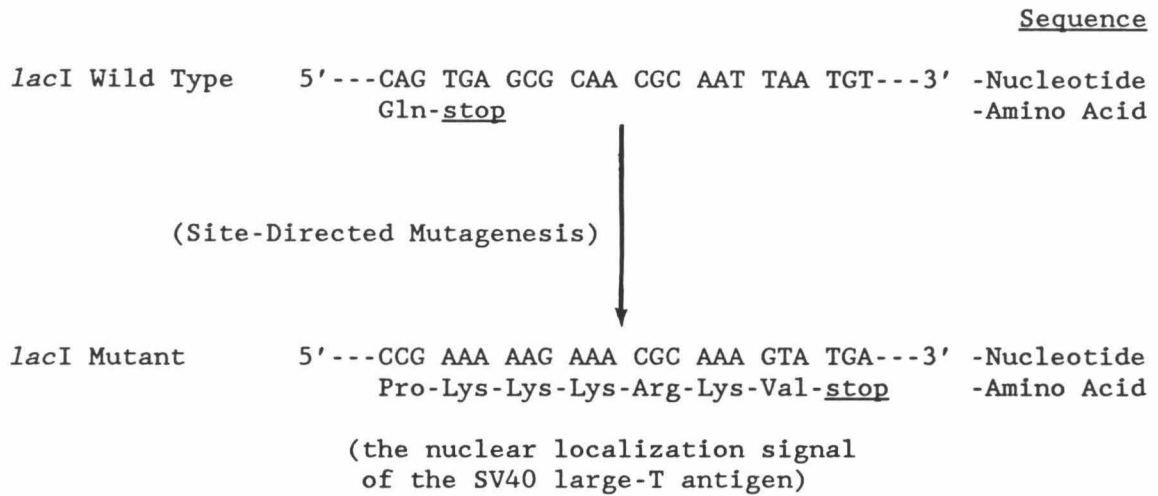 Sequence
lacI Wild Type 5'---CAG TGA GCG CAA CGC AAT TAA TGT---3' -Nucleotide
Gln-stop -Amino Acid
(Site-Directed Mutagenesis)
lacI Mutant 5'---CCG AAA AAG AAA CGC AAA GTA TGA---3' -Nucleotide
Pro-Lys-Lys-Lys-Arg-Lys-Val-stop -Amino Acid
(the nuclear localization signal
of the SV40 large-T antigen)